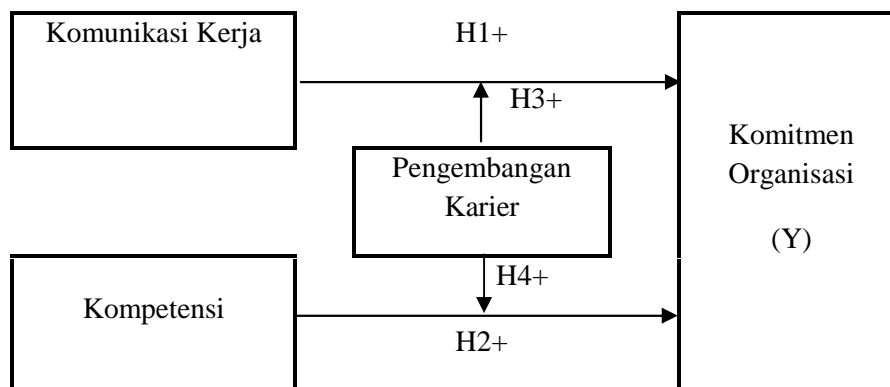 Komunikasi Kerja
H1+
H3+
Pengembangan
Karier
Komitmen
Organisasi
(Y)
H4+
Kompetensi
H2+